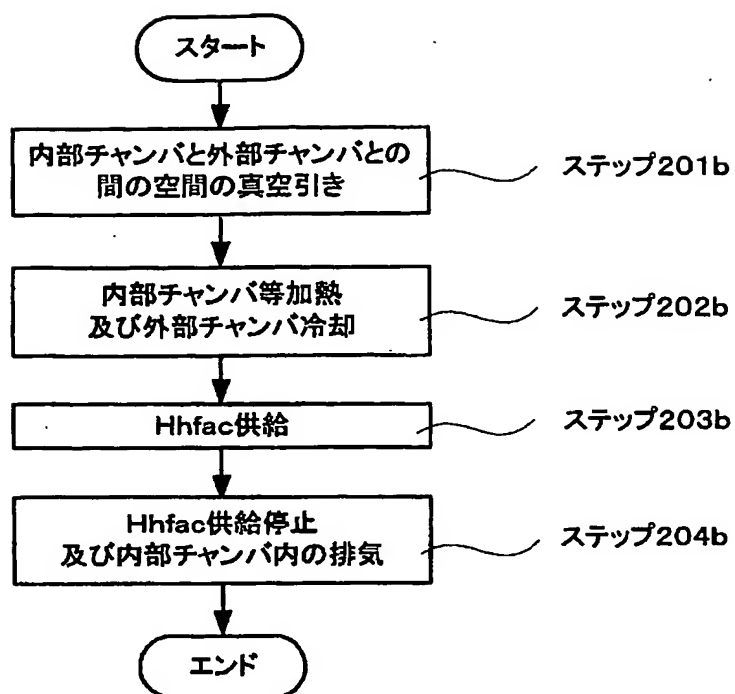 スタート
内部チャンバと外部チャンバとの
間の空間の真空引き
ステップ201b
内部チャンバ等加熱
及び外部チャンバ冷却
ステップ202b
Hhfac供給
ステップ203b
Hhfac供給停止
及び内部チャンバ内の排気
ステップ204b
エンド